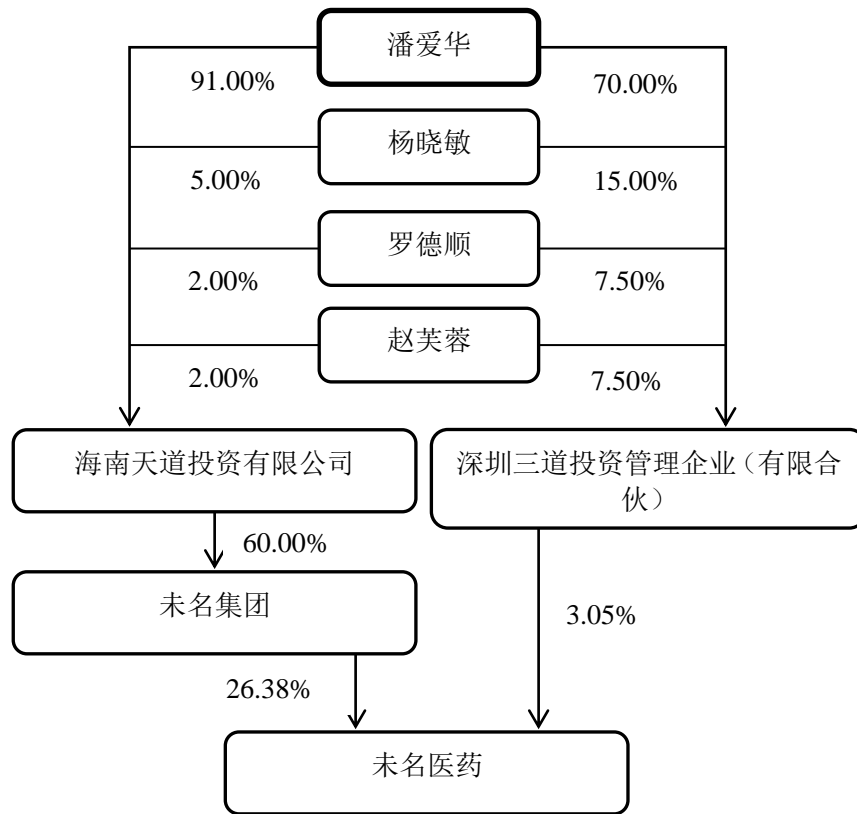 潘爱华
91.00%
70.00%
杨晓敏
5.00%
15.00%
罗德顺
2.00%
7.50%
赵芙蓉
2.00%
7.50%
海南天道投资有限公司
深圳三道投资管理企业（有限合
伙）
60.00%
未名集团
3.05%
26.38%
未名医药